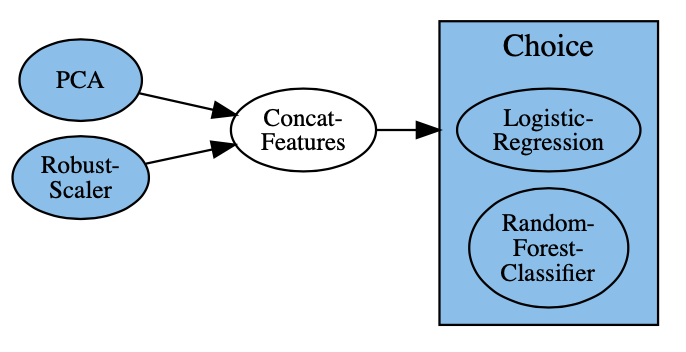 PCA
Robust-
Scaler
Concat-
Features
Choice
Logistic-
Regression
Random-
Forest-
Classifier